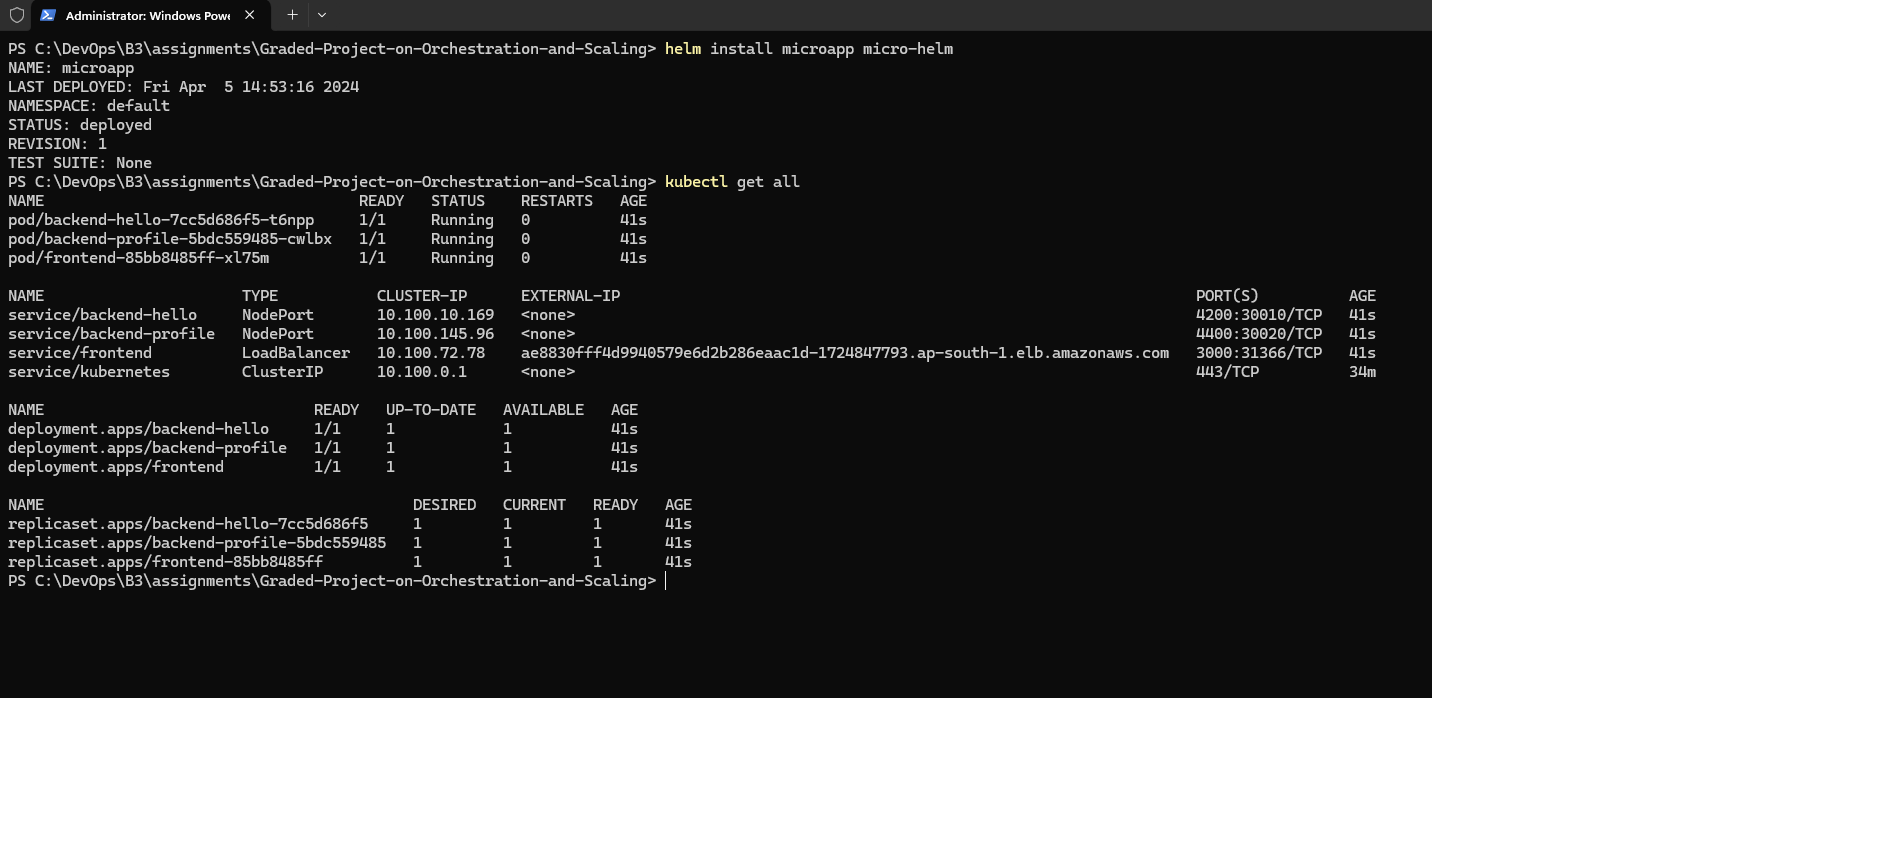 Administrator: Windows Powe
PS C:\DevOps\B3\assignments\Graded-Project-on-Orchestration-and-Scaling> helm install microapp micro-helm
NAME: microapp
LAST DEPLOYED: Fri Apr  5 14:53:16 2024
NAMESPACE: default
STATUS: deployed
REVISION: 1
TEST SUITE: None
PS C:\DevOps\B3\assignments\Graded-Project-on-Orchestration-and-Scaling> kubectl get all
NAME                                   READY   STATUS    RESTARTS   AGE
pod/backend-hello-7cc5d686f5-t6npp     1/1     Running   0          41s
pod/backend-profile-5bdc559485-cwlbx   1/1     Running   0          41s
pod/frontend-85bb8485ff-xl75m          1/1     Running   0          41s

NAME                      TYPE           CLUSTER-IP      EXTERNAL-IP                                                                PORT(S)          AGE
service/backend-hello     NodePort       10.100.10.169   <none>                                                                     4200:30010/TCP   41s
service/backend-profile   NodePort       10.100.145.96   <none>                                                                     4400:30020/TCP   41s
service/frontend          LoadBalancer   10.100.72.78    ae8830fff4d9940579e6d2b286eaac1d-1724847793.ap-south-1.elb.amazonaws.com   3000:31366/TCP   41s
service/kubernetes        ClusterIP      10.100.0.1      <none>                                                                     443/TCP          34m

NAME                              READY   UP-TO-DATE   AVAILABLE   AGE
deployment.apps/backend-hello     1/1     1            1           41s
deployment.apps/backend-profile   1/1     1            1           41s
deployment.apps/frontend          1/1     1            1           41s

NAME                                         DESIRED   CURRENT   READY   AGE
replicaset.apps/backend-hello-7cc5d686f5     1         1         1       41s
replicaset.apps/backend-profile-5bdc559485   1         1         1       41s
replicaset.apps/frontend-85bb8485ff          1         1         1       41s
PS C:\DevOps\B3\assignments\Graded-Project-on-Orchestration-and-Scaling>